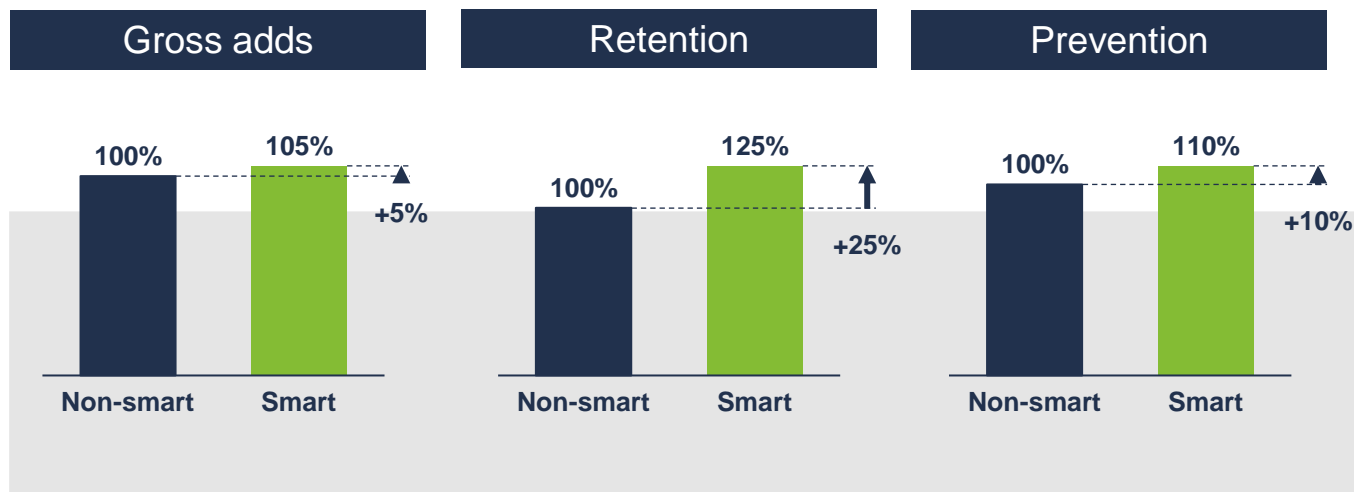 Gross adds
100%
105%
+5%
Non-smart
Smart
Retention
100%
125%
+25%
Non-smart
Smart
Prevention
100%
110%
+10%
Non-smart
Smart